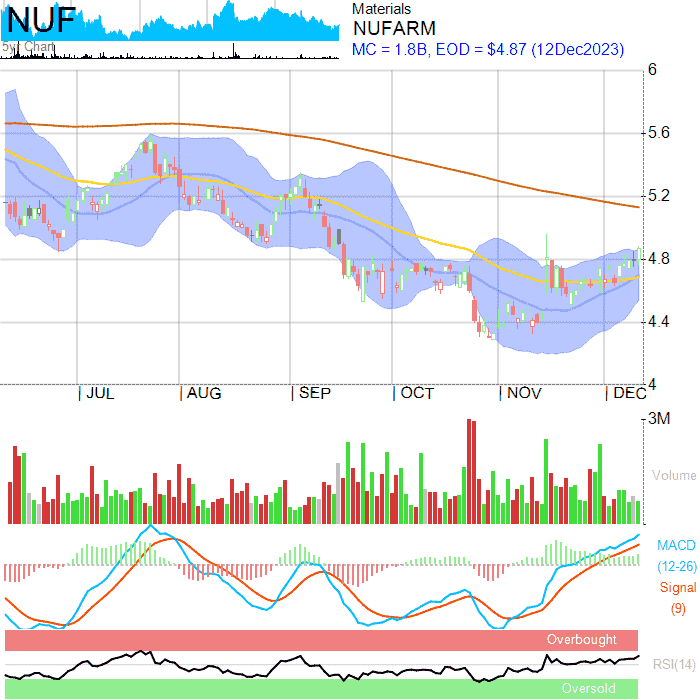 NUF
5yr Chart
Materials
NUFARM
MC = 1.8B, EOD = $4.87 (12Dec2023)
6
5.6
5.2
4.8
4.4
4
JUL AUG SEP OCT NOV DEC
3M
Volume
MACD
(12-26)
Signal
(9)
Overbought
RSI(14)
Oversold